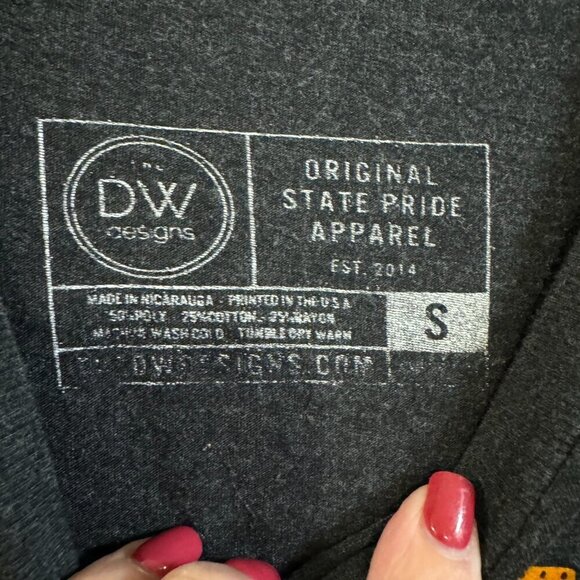 THE
DW
designs
ORIGINAL
STATE PRIDE
APPAREL
EST. 2014
MADE IN NICARAUGA - PRINTED IN THE U.S.A
50%POLY - 25%COTTON - 25%RAYON
MACHINE WASH COLD - TUMBLE DRY WARM
S
DWDESIGNS.COM